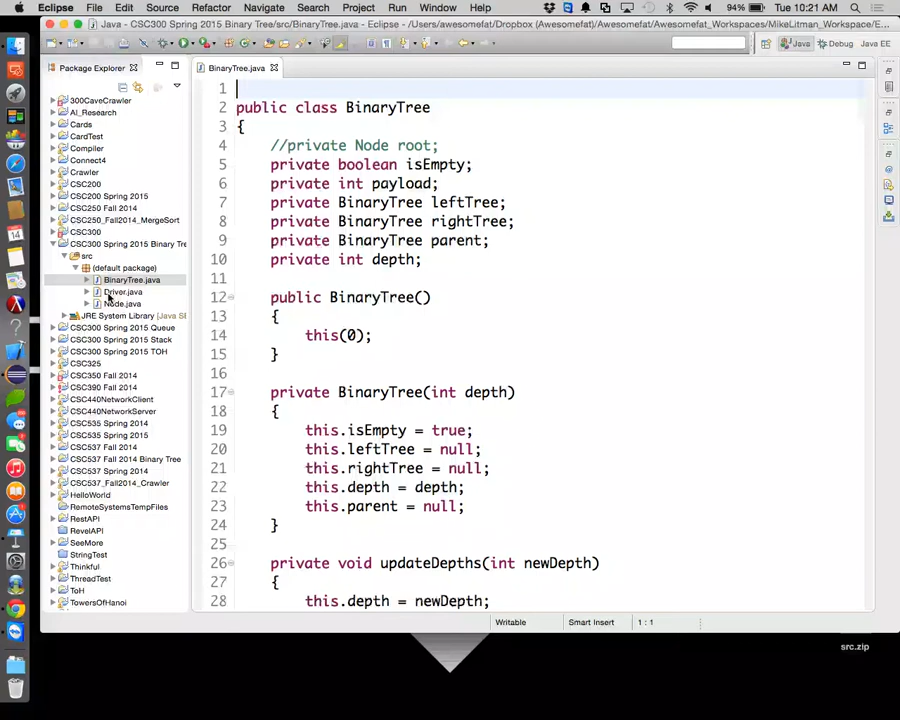 Eclipse File Edit Source Refactor Navigate Search Project Run Window Help 94% Tue 10:21 AM
Java - CSC300 Spring 2015 Binary Tree/src/BinaryTree.java - Eclipse - /Users/awesomefat/Dropbox (Awesomefat)/Awesomefat/Awesomefat_Workspaces/MikeLitman_Workspace/E...
Java Debug Java EE
Package Explorer
300CaveCrawler
AI_Research
Cards
CardTest
Compiler
Connect4
Crawler
CSC200
CSC200 Spring 2015
CSC250 Fall 2014
CSC250_Fall2014_MergeSort
CSC300
CSC300 Spring 2015 Binary Tre
src
(default package)
BinaryTree.java
Driver.java
Node.java
JRE System Library [Java SE
CSC300 Spring 2015 Queue
CSC300 Spring 2015 Stack
CSC300 Spring 2015 TOH
CSC325
CSC350 Fall 2014
CSC390 Fall 2014
CSC440NetworkClient
CSC440NetworkServer
CSC535 Spring 2014
CSC535 Spring 2015
CSC537 Fall 2014
CSC537 Fall 2014 Binary Tree
CSC537 Spring 2014
CSC537_Fall2014_Crawler
HelloWorld
RemoteSystemsTempFiles
RestAPI
RevelAPI
SeeMore
StringTest
Thinkful
ThreadTest
ToH
TowersOfHanoi
BinaryTree.java
1
2 public class BinaryTree
3 {
4 //private Node root;
5 private boolean isEmpty;
6 private int payload;
7 private BinaryTree leftTree;
8 private BinaryTree rightTree;
9 private BinaryTree parent;
10 private int depth;
11
12 public BinaryTree()
13 {
14 this(0);
15 }
16
17 private BinaryTree(int depth)
18 {
19 this.isEmpty = true;
20 this.leftTree = null;
21 this.rightTree = null;
22 this.depth = depth;
23 this.parent = null;
24 }
25
26 private void updateDepths(int newDepth)
27 {
28 this.depth = newDepth;
Writable Smart Insert 1 : 1
src.zip